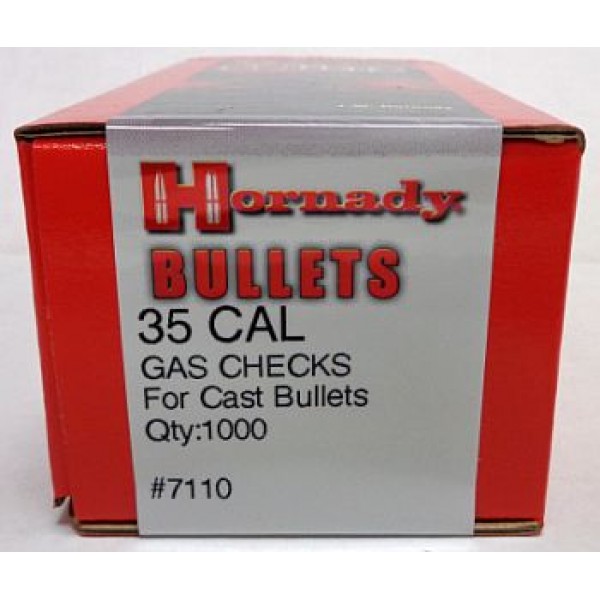 Hornady
BULLETS
35 CAL
GAS CHECKS
For Cast Bullets
Qty:1000
#7110